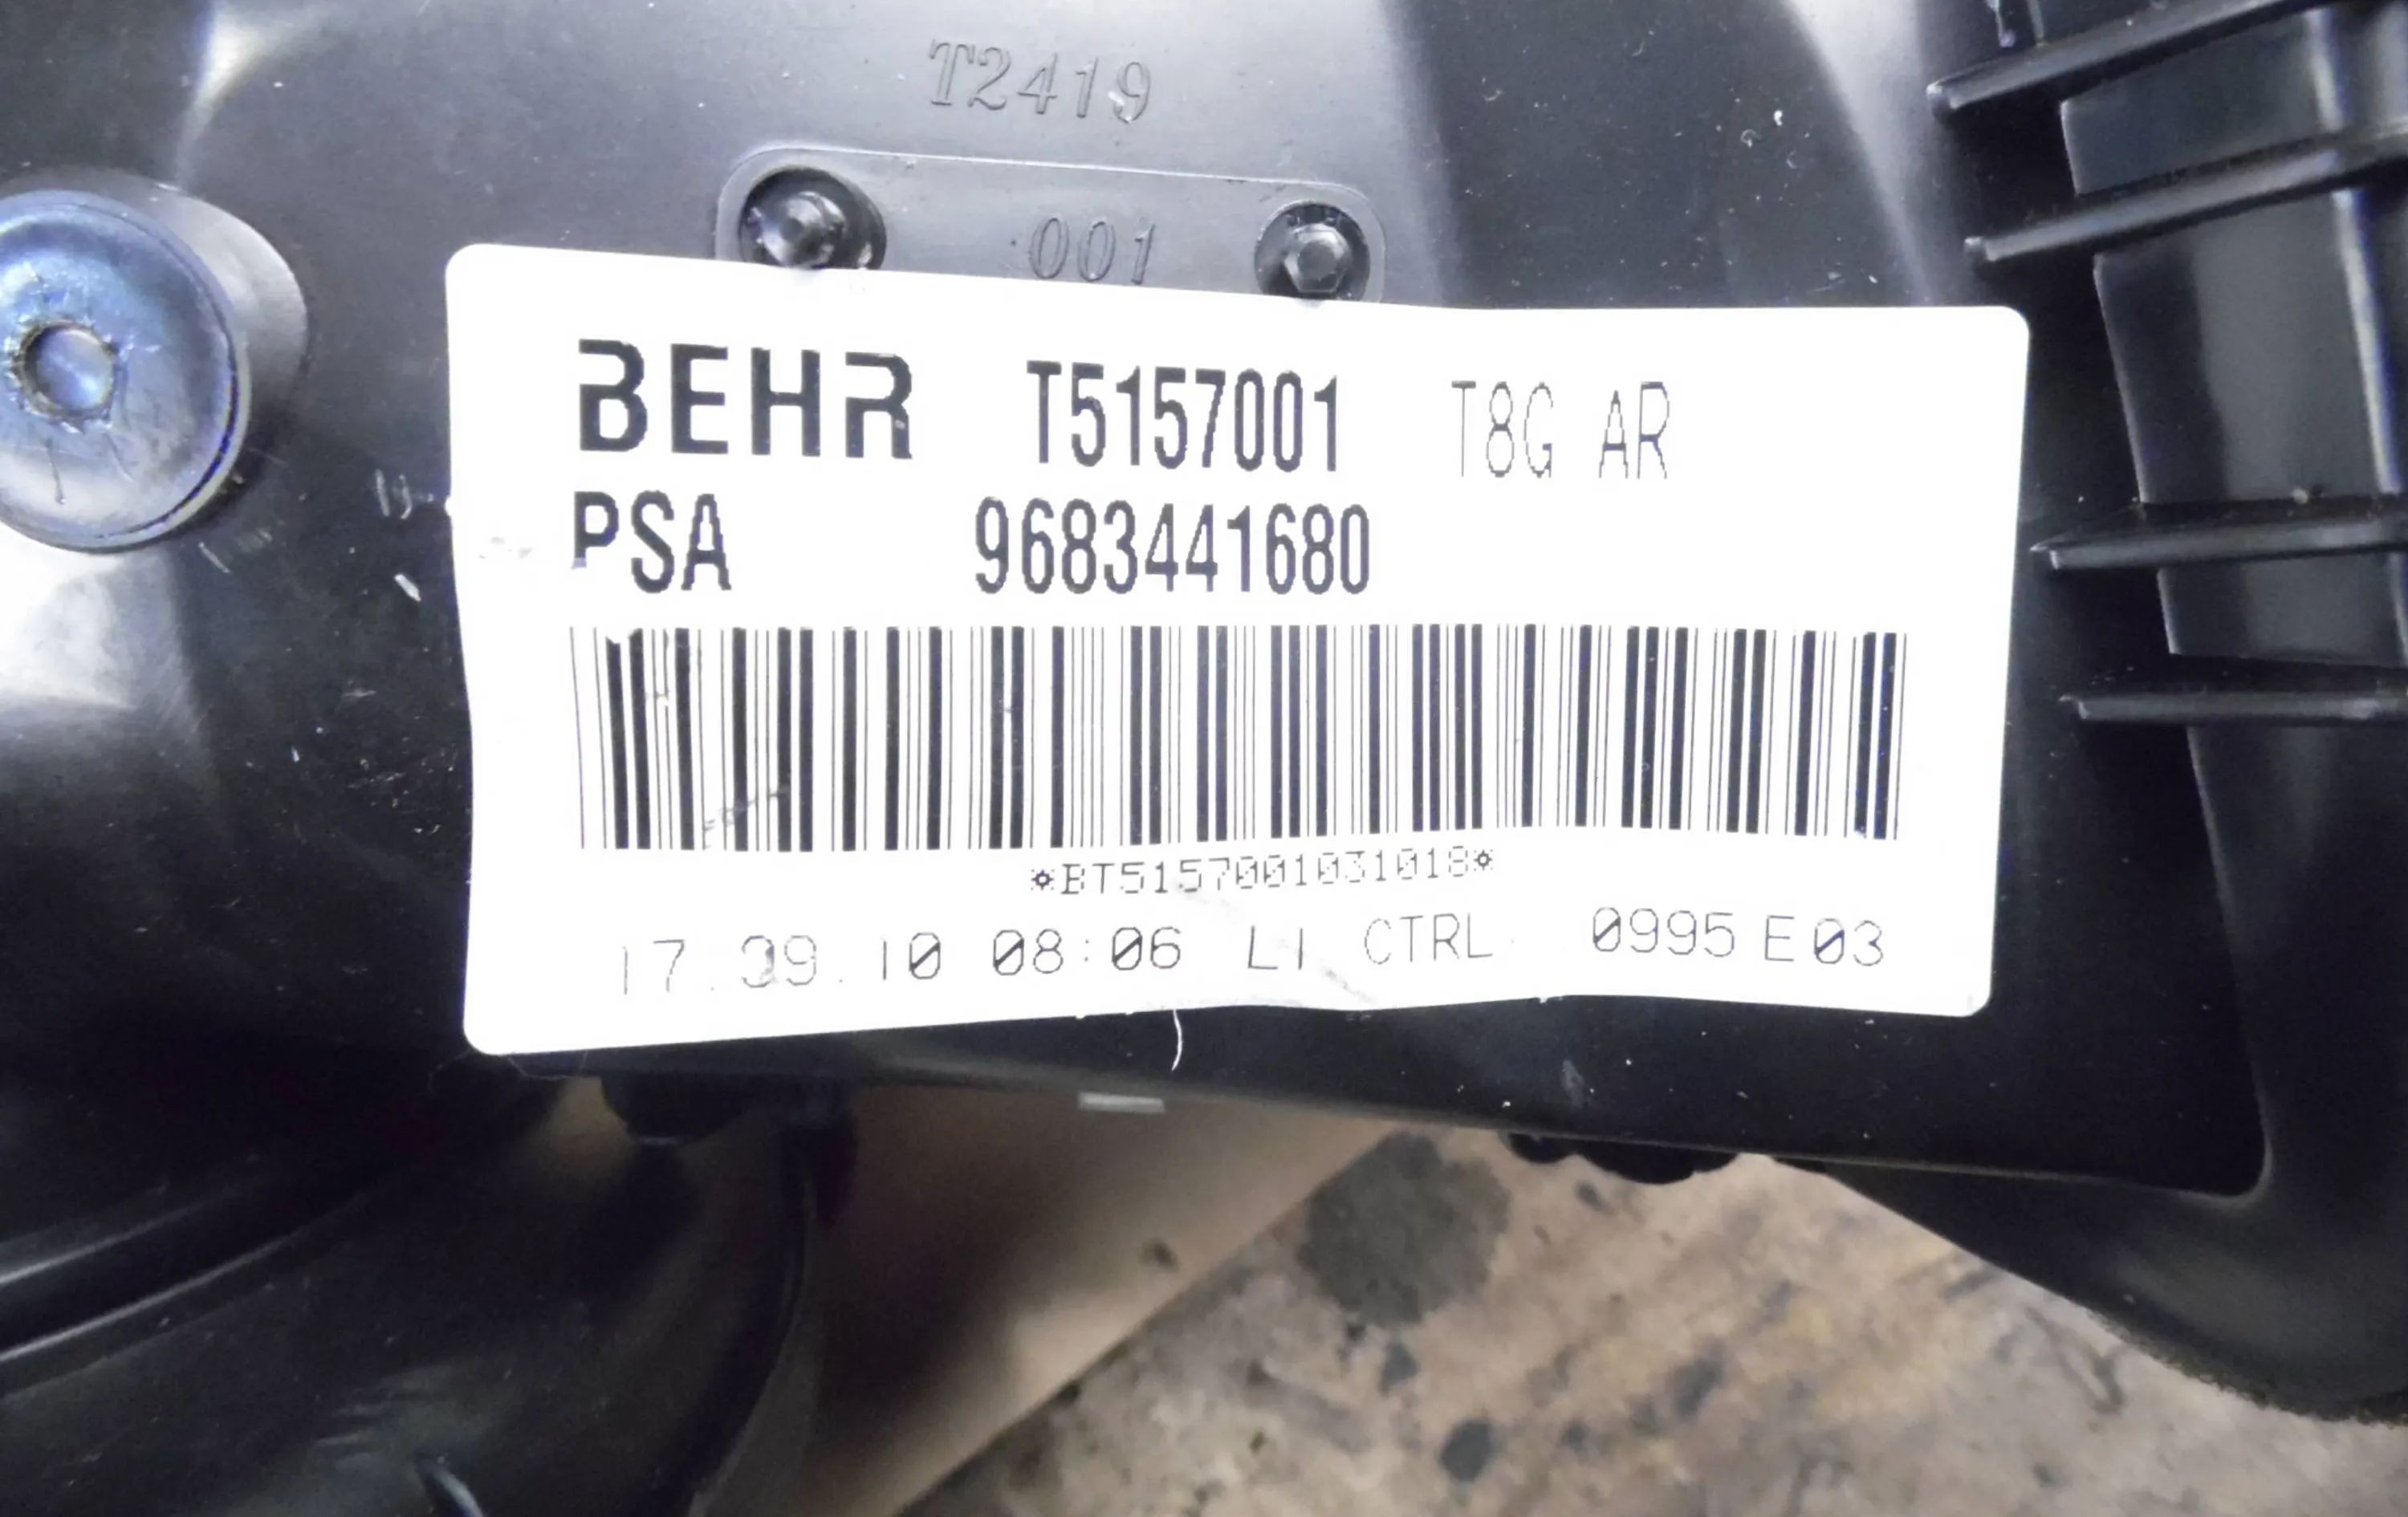 T2419
001
BEHR T5157001 T8G AR
PSA 9683441680
*BT5157001031018*
17.09.10 08:06 LI CTRL 0995 E03